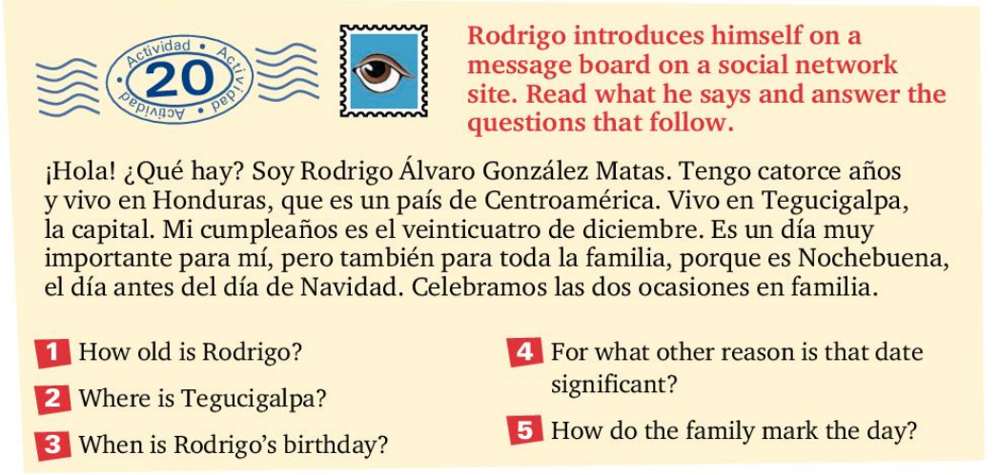 Actividad • Actividad • Actividad •
20
Rodrigo introduces himself on a
message board on a social network
site. Read what he says and answer the
questions that follow.
¡Hola! ¿Qué hay? Soy Rodrigo Álvaro González Matas. Tengo catorce años
y vivo en Honduras, que es un país de Centroamérica. Vivo en Tegucigalpa,
la capital. Mi cumpleaños es el veinticuatro de diciembre. Es un día muy
importante para mí, pero también para toda la familia, porque es Nochebuena,
el día antes del día de Navidad. Celebramos las dos ocasiones en familia.
1 How old is Rodrigo?
2 Where is Tegucigalpa?
3 When is Rodrigo’s birthday?
4 For what other reason is that date
significant?
5 How do the family mark the day?